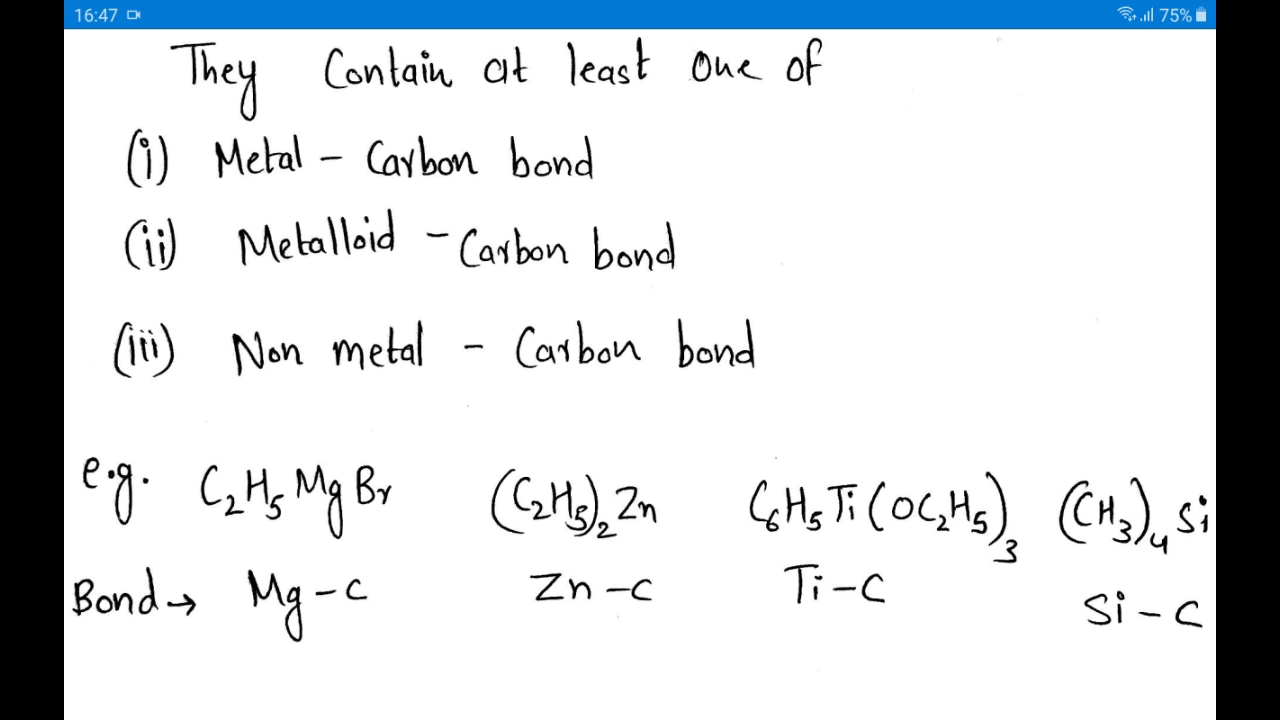 16:47 75%
They Contain at least one of
(i) Metal - Carbon bond
(ii) Metalloid - Carbon bond
(iii) Non metal - Carbon bond
e.g. C₂H₅MgBr (C₂H₅)₂Zn C₆H₅Ti(OC₂H₅)₃ (CH₃)₄Si
Bond → Mg-C Zn-C Ti-C Si-C